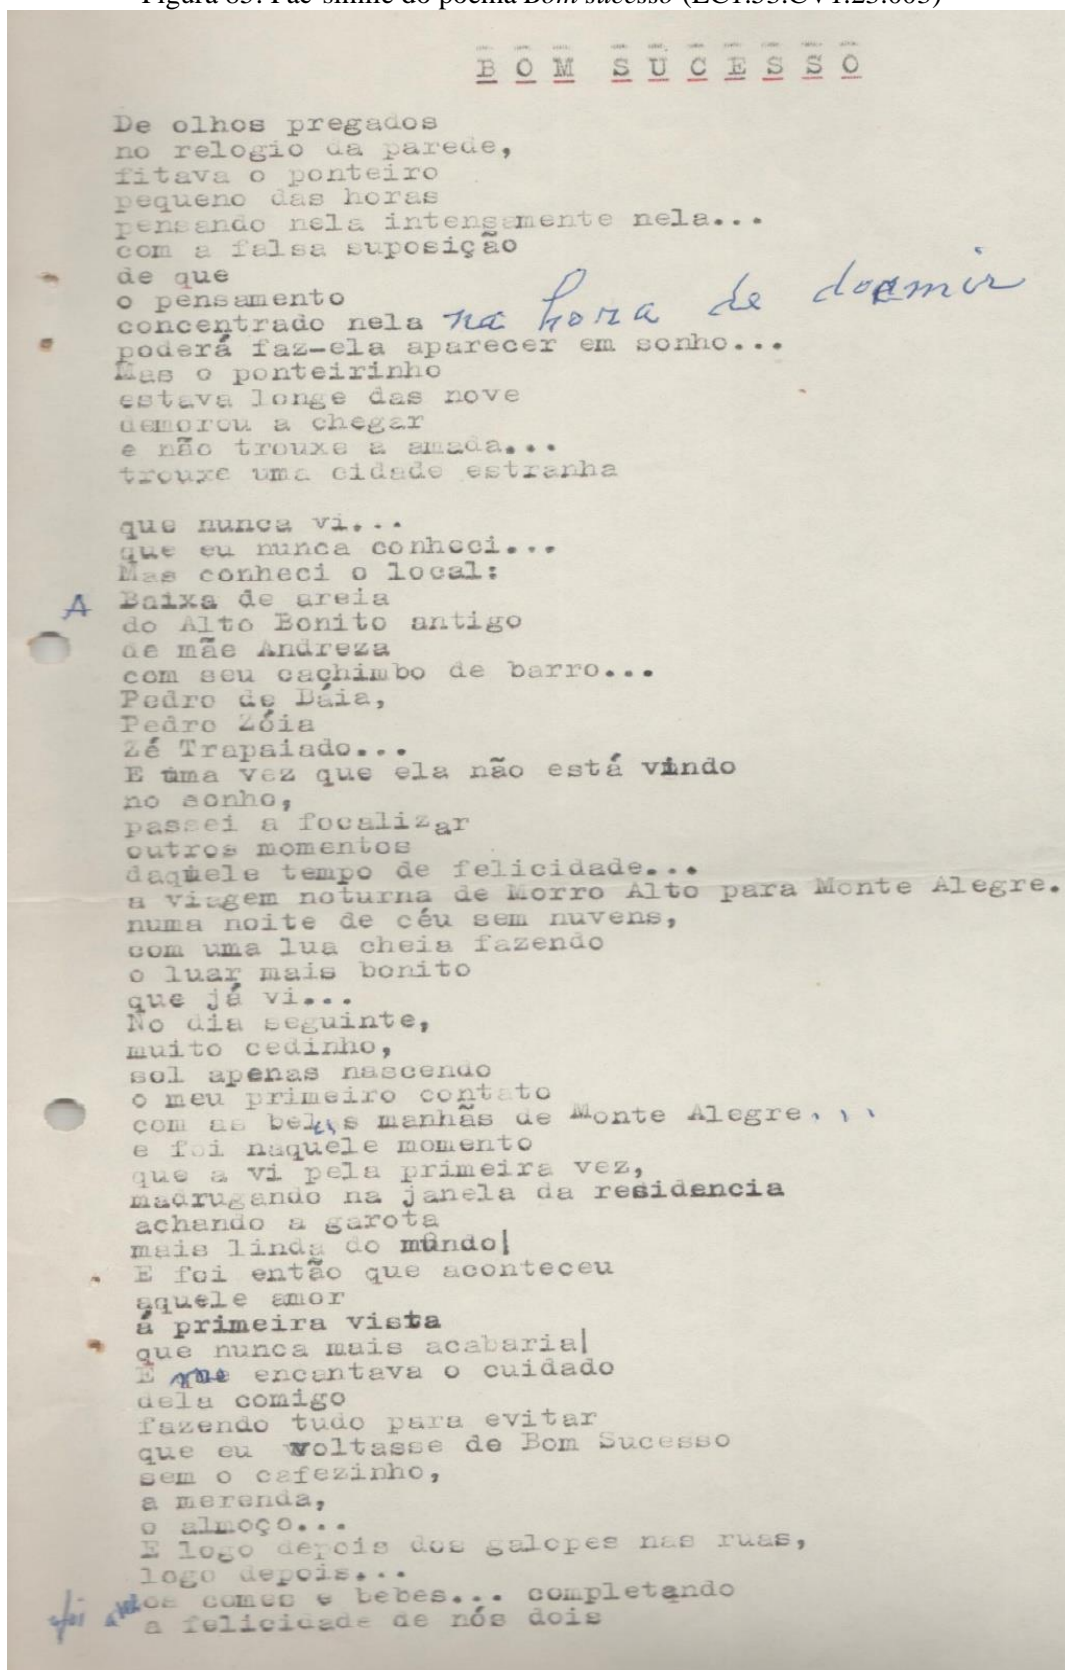 Figura 83: Fac-símile do poema Bom sucesso (EC1.33.CV1.23.003)
BOM SUCESSO
De olhos pregados
no relogio da parede,
fitava o ponteiro
pequeno das horas
pensando nela intensamente nela...
com a falsa suposição
de que
o pensamento
concentrado nela na hora de dormir
poderá faz-ela aparecer em sonho...
Mas o ponteirinho
estava longe das nove
demorou a chegar
e não trouxe a amada...
trouxe uma cidade estranha
que nunca vi...
que eu nunca conheci...
Mas conheci o local:
A Baixa de areia
do Alto Bonito antigo
de mãe Andreza
com seu cachimbo de barro...
Pedro de Báia,
Pedro Zóia
Zé Trapaiado...
E uma vez que ela não está vindo
no sonho,
passei a focalizar
outros momentos
daquele tempo de felicidade...
a viagem noturna de Morro Alto para Monte Alegre.
numa noite de céu sem nuvens,
com uma lua cheia fazendo
o luar mais bonito
que já vi...
No dia seguinte,
muito cedinho,
sol apenas nascendo
o meu primeiro contato
com as belas manhãs de Monte Alegre...
e foi naquele momento
que a vi pela primeira vez,
madrugando na janela da residencia
achando a garota
mais linda do mundo|
E foi então que aconteceu
aquele amor
á primeira vista
que nunca mais acabaria|
E me encantava o cuidado
dela comigo
fazendo tudo para evitar
que eu voltasse de Bom Sucesso
sem o cafezinho,
a merenda,
o almoço...
E logo depois dos galopes nas ruas,
logo depois...
os comes e bebes... completando
a felicidade de nós dois